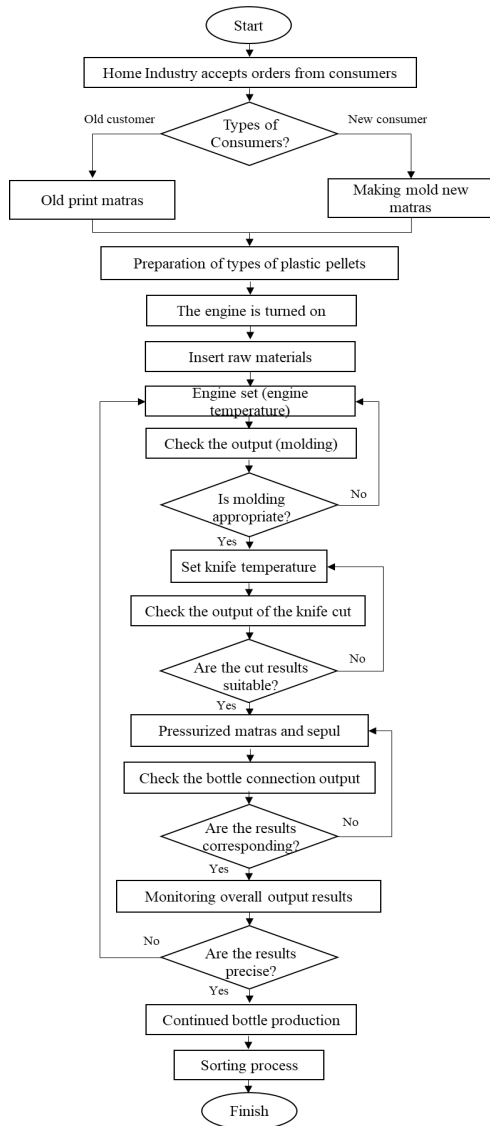 Start
Home Industry accepts orders from consumers
Old customer
Types of
Consumers?
New consumer
Old print matras
Making mold new
matras
Preparation of types of plastic pellets
The engine is turned on
Insert raw materials
Engine set (engine
temperature)
Check the output (molding)
Is molding
appropriate?
No
Yes
Set knife temperature
Check the output of the knife cut
Are the cut results
suitable?
No
Yes
Pressurized matras and sepul
Check the bottle connection output
Are the results
corresponding?
No
Yes
Monitoring overall output results
No
Are the results
precise?
Yes
Continued bottle production
Sorting process
Finish